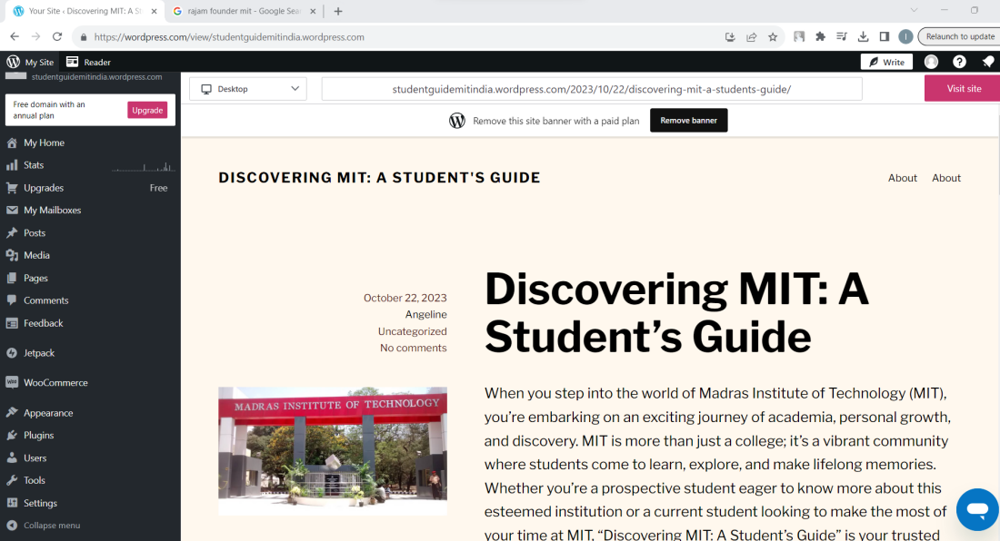 Your Site ‹ Discovering MIT: A S
rajam founder mit - Google Sea
https://wordpress.com/view/studentguidemitindia.wordpress.com
Relaunch to update
My Site
Reader
Write
studentguidemitindia.wordpress.com
Free domain with an
annual plan
Upgrade
My Home
Stats
Upgrades
Free
My Mailboxes
Posts
Media
Pages
Comments
Feedback
Jetpack
WooCommerce
Appearance
Plugins
Users
Tools
Settings
Collapse menu
Desktop
studentguidemitindia.wordpress.com/2023/10/22/discovering-mit-a-students-guide/
Visit site
Remove this site banner with a paid plan
Remove banner
DISCOVERING MIT: A STUDENT'S GUIDE
About
About
October 22, 2023
Angeline
Uncategorized
No comments
MADRAS INSTITUTE OF TECHNOLOGY
Discovering MIT: A
Student’s Guide
When you step into the world of Madras Institute of Technology (MIT),
you’re embarking on an exciting journey of academia, personal growth,
and discovery. MIT is more than just a college; it’s a vibrant community
where students come to learn, explore, and make lifelong memories.
Whether you’re a prospective student eager to know more about this
esteemed institution or a current student looking to make the most of
your time at MIT, “Discovering MIT: A Student’s Guide” is your trusted